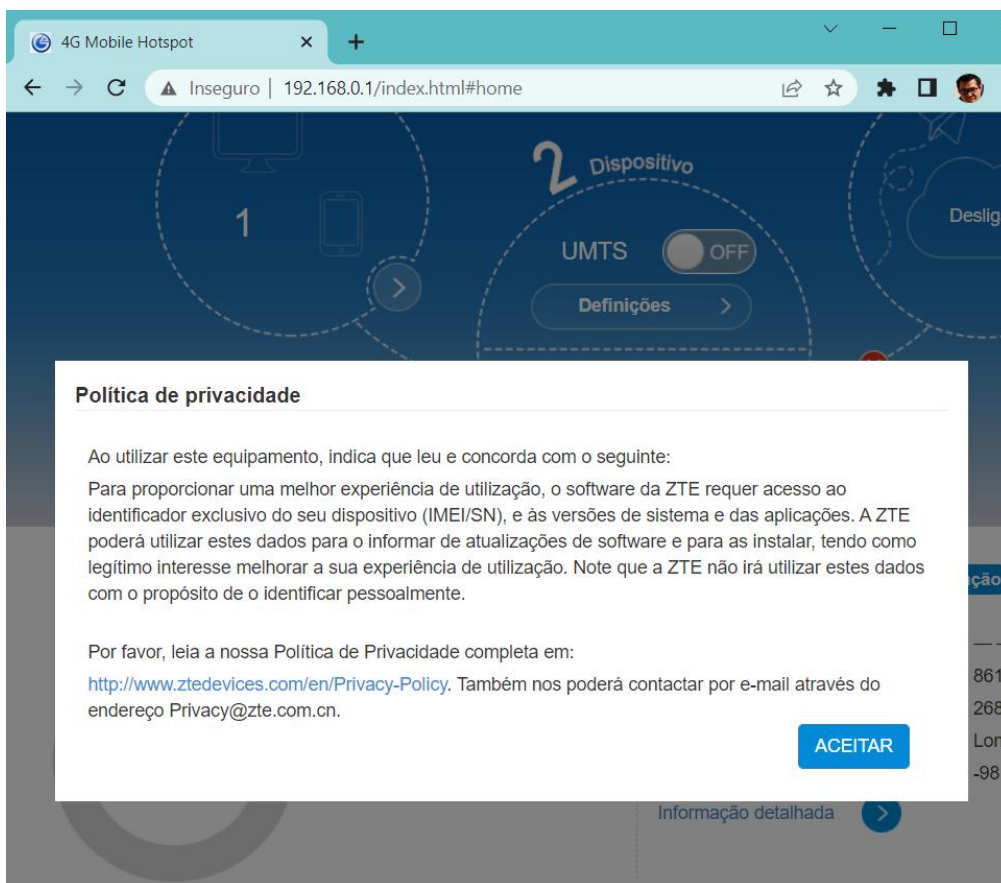 4G Mobile Hotspot
Inseguro | 192.168.0.1/index.html#home
2 Dispositivo
1
UMTS
OFF
Definições
Política de privacidade
Ao utilizar este equipamento, indica que leu e concorda com o seguinte:
Para proporcionar uma melhor experiência de utilização, o software da ZTE requer acesso ao
identificador exclusivo do seu dispositivo (IMEI/SN), e às versões de sistema e das aplicações. A ZTE
poderá utilizar estes dados para o informar de atualizações de software e para as instalar, tendo como
legítimo interesse melhorar a sua experiência de utilização. Note que a ZTE não irá utilizar estes dados
com o propósito de o identificar pessoalmente.
Por favor, leia a nossa Política de Privacidade completa em:
http://www.ztedevices.com/en/Privacy-Policy. Também nos poderá contactar por e-mail através do
endereço Privacy@zte.com.cn.
ACEITAR
861
268
-98
Informação detalhada